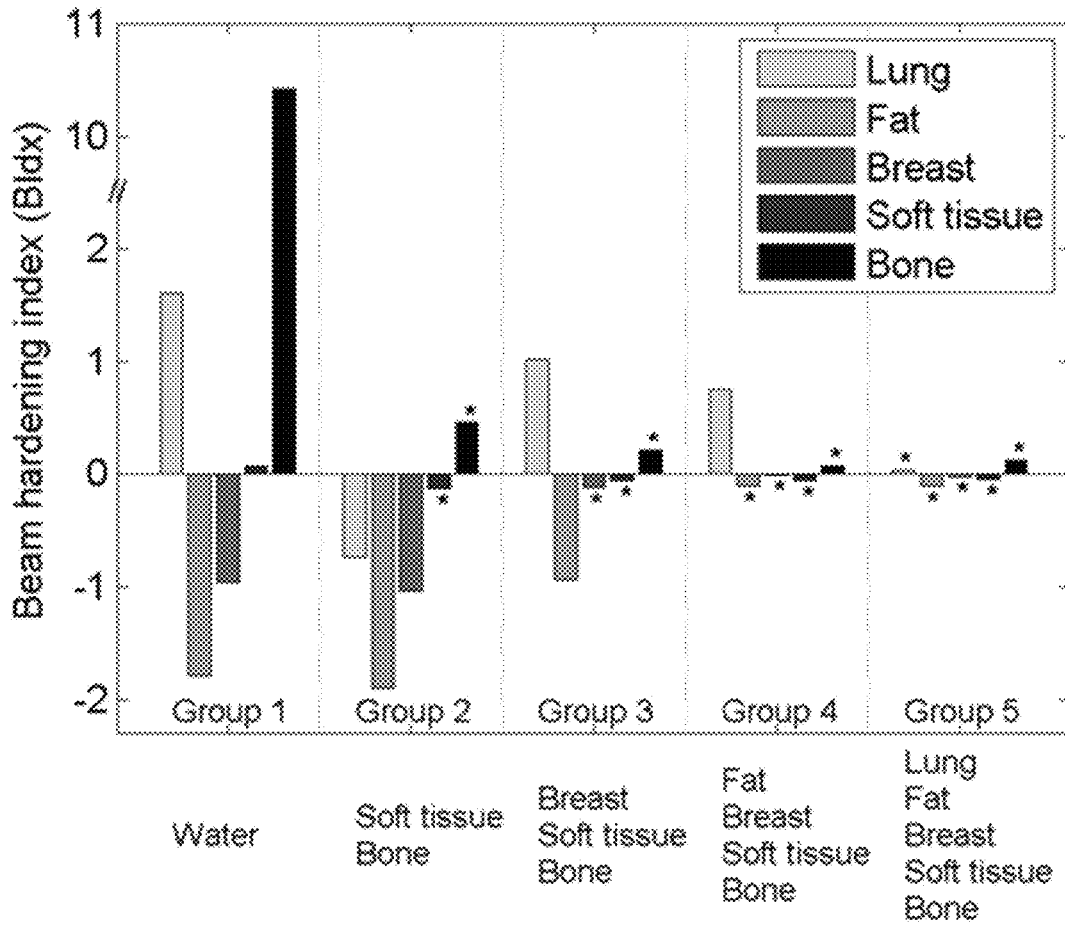 Beam hardening index (BIdx)
11
10
//
2
1
0
-1
-2
Lung
Fat
Breast
Soft tissue
Bone
* * * * * * * * * * * * * *
Group 1
Group 2
Group 3
Group 4
Group 5
Water
Soft tissue
Bone
Breast
Soft tissue
Bone
Fat
Breast
Soft tissue
Bone
Lung
Fat
Breast
Soft tissue
Bone